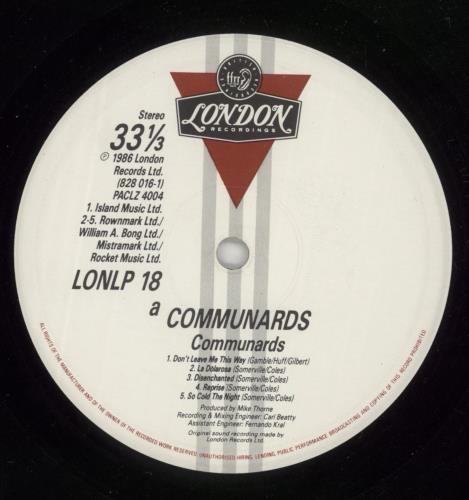 ffrr
LONDON
RECORDINGS
Stereo
33⅓
℗ 1986 London
Records Ltd.
(828 016-1)
PACLZ 4004
1. Island Music Ltd.
2-5. Rownmark Ltd./
William A. Bong Ltd./
Mistramark Ltd./
Rocket Music Ltd.
LONLP 18
a
COMMUNARDS
Communards
1. Don't Leave Me This Way (Gamble/Huff/Gilbert)
2. La Dolarosa (Somerville/Coles)
3. Disenchanted (Somerville/Coles)
4. Reprise (Somerville/Coles)
5. So Cold The Night (Somerville/Coles)
Produced by Mike Thorne
Recording & Mixing Engineer: Carl Beatty
Assistant Engineer: Fernando Kral
Original sound recording made by
London Records Ltd.
ALL RIGHTS OF THE MANUFACTURER AND OF THE OWNER OF THE RECORDED WORK RESERVED. UNAUTHORISED HIRING, LENDING, PUBLIC PERFORMANCE BROADCASTING AND COPYING OF THIS RECORD PROHIBITED